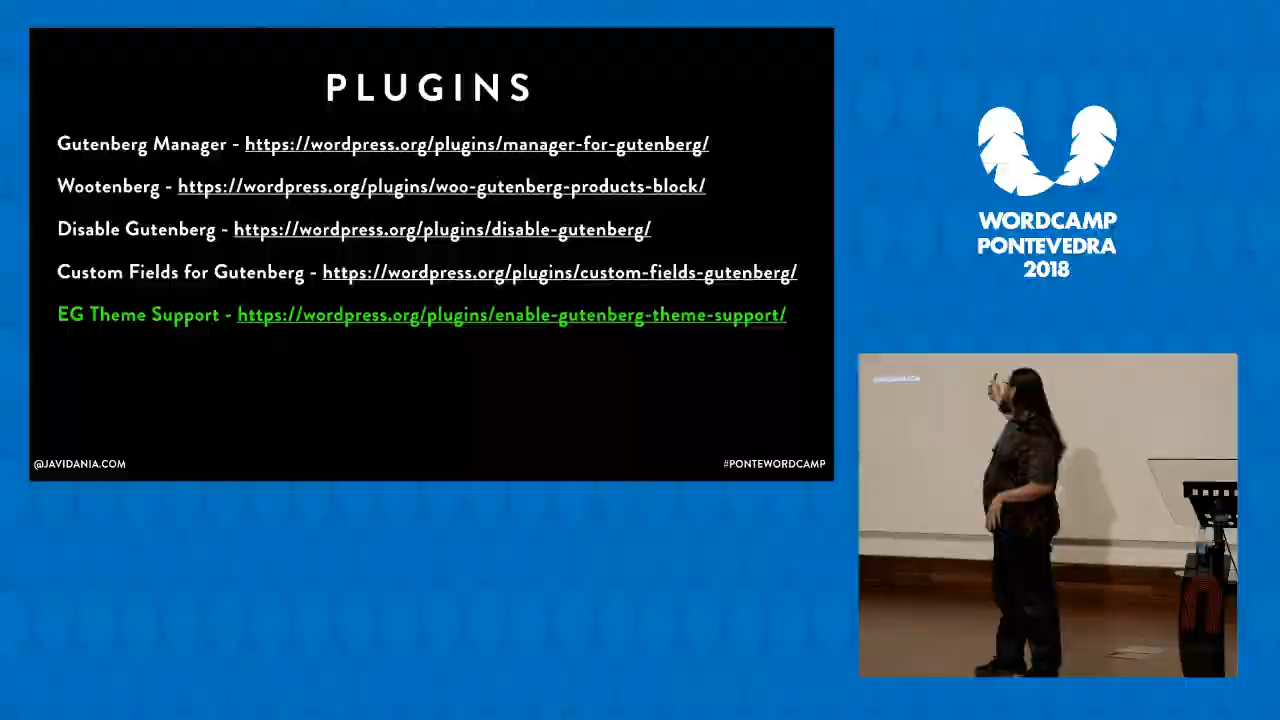 PLUGINS
Gutenberg Manager - https://wordpress.org/plugins/manager-for-gutenberg/
Wootenberg - https://wordpress.org/plugins/woo-gutenberg-products-block/
Disable Gutenberg - https://wordpress.org/plugins/disable-gutenberg/
Custom Fields for Gutenberg - https://wordpress.org/plugins/custom-fields-gutenberg/
EG Theme Support - https://wordpress.org/plugins/enable-gutenberg-theme-support/
@JAVIDANIA.COM
#PONTEWORDCAMP
WORDCAMP
PONTEVEDRA
2018